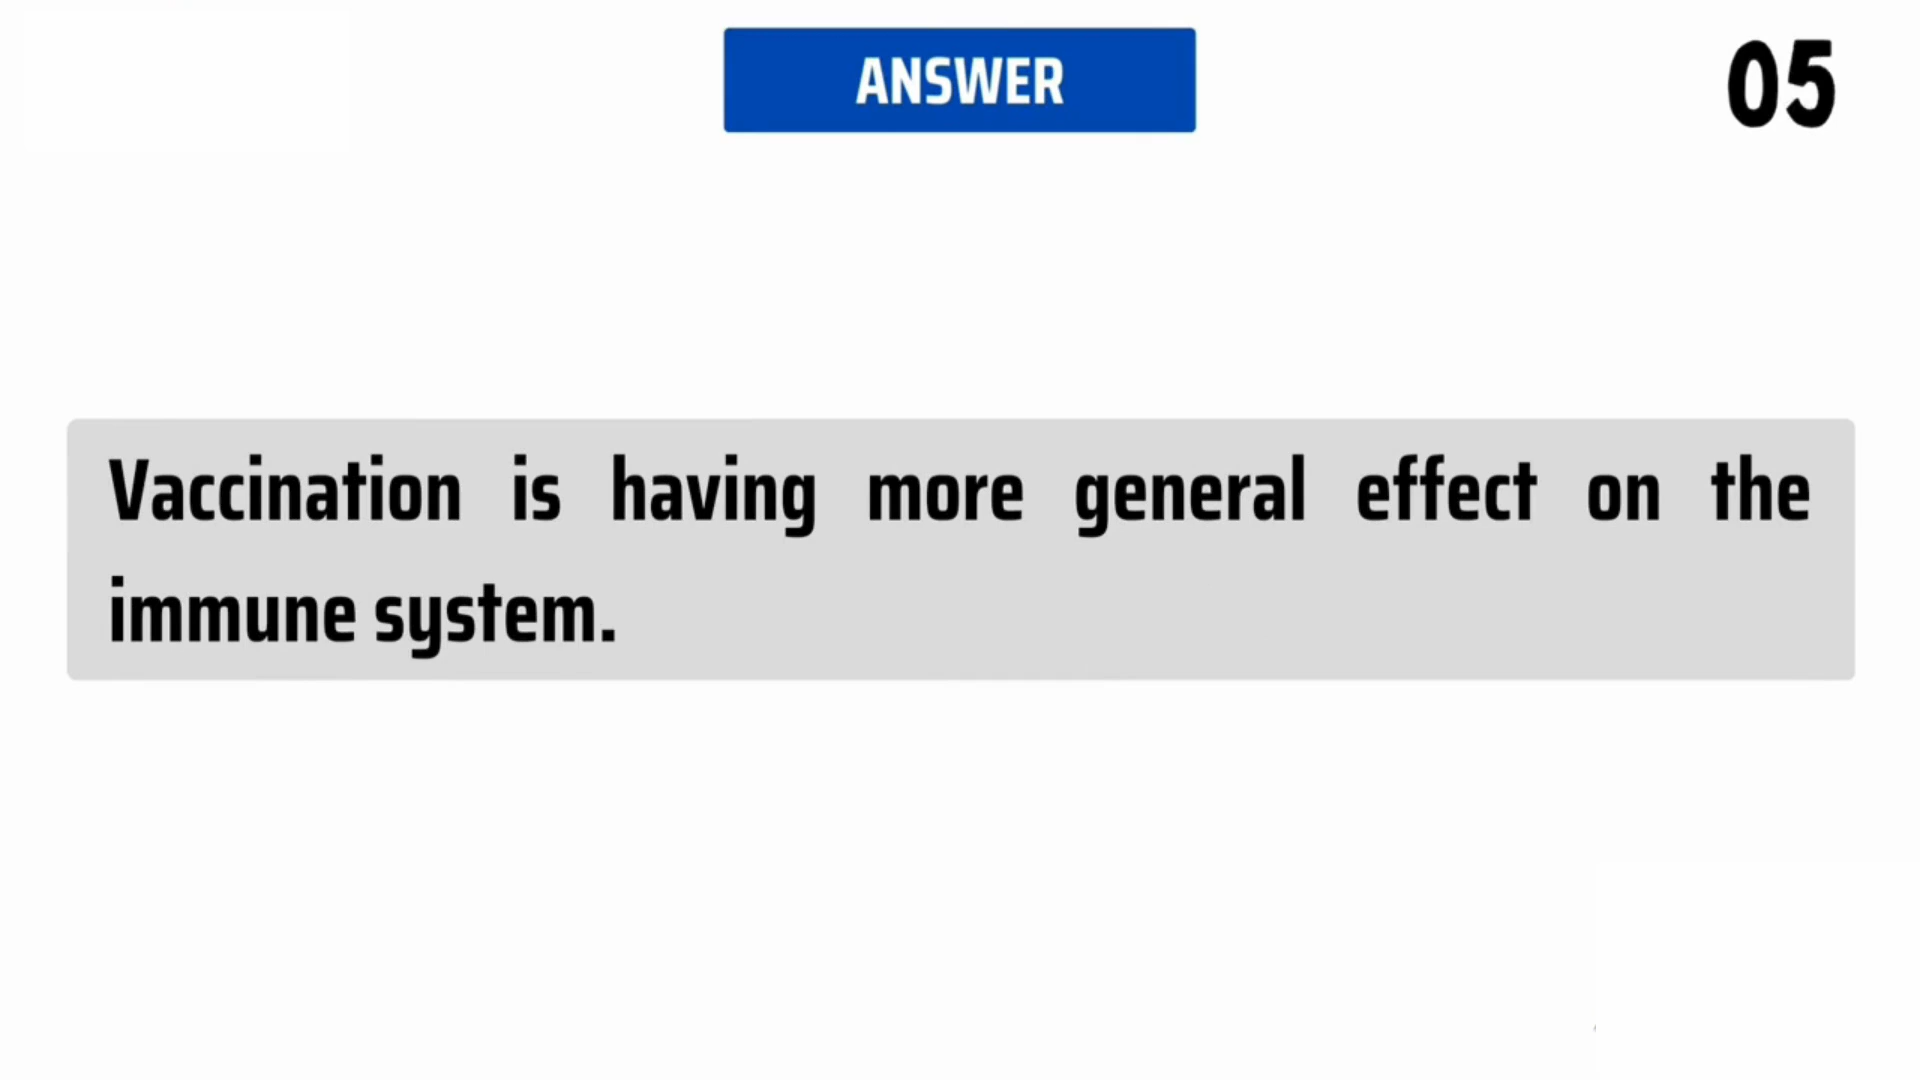 ANSWER
05
Vaccination is having more general effect on the
immune system.